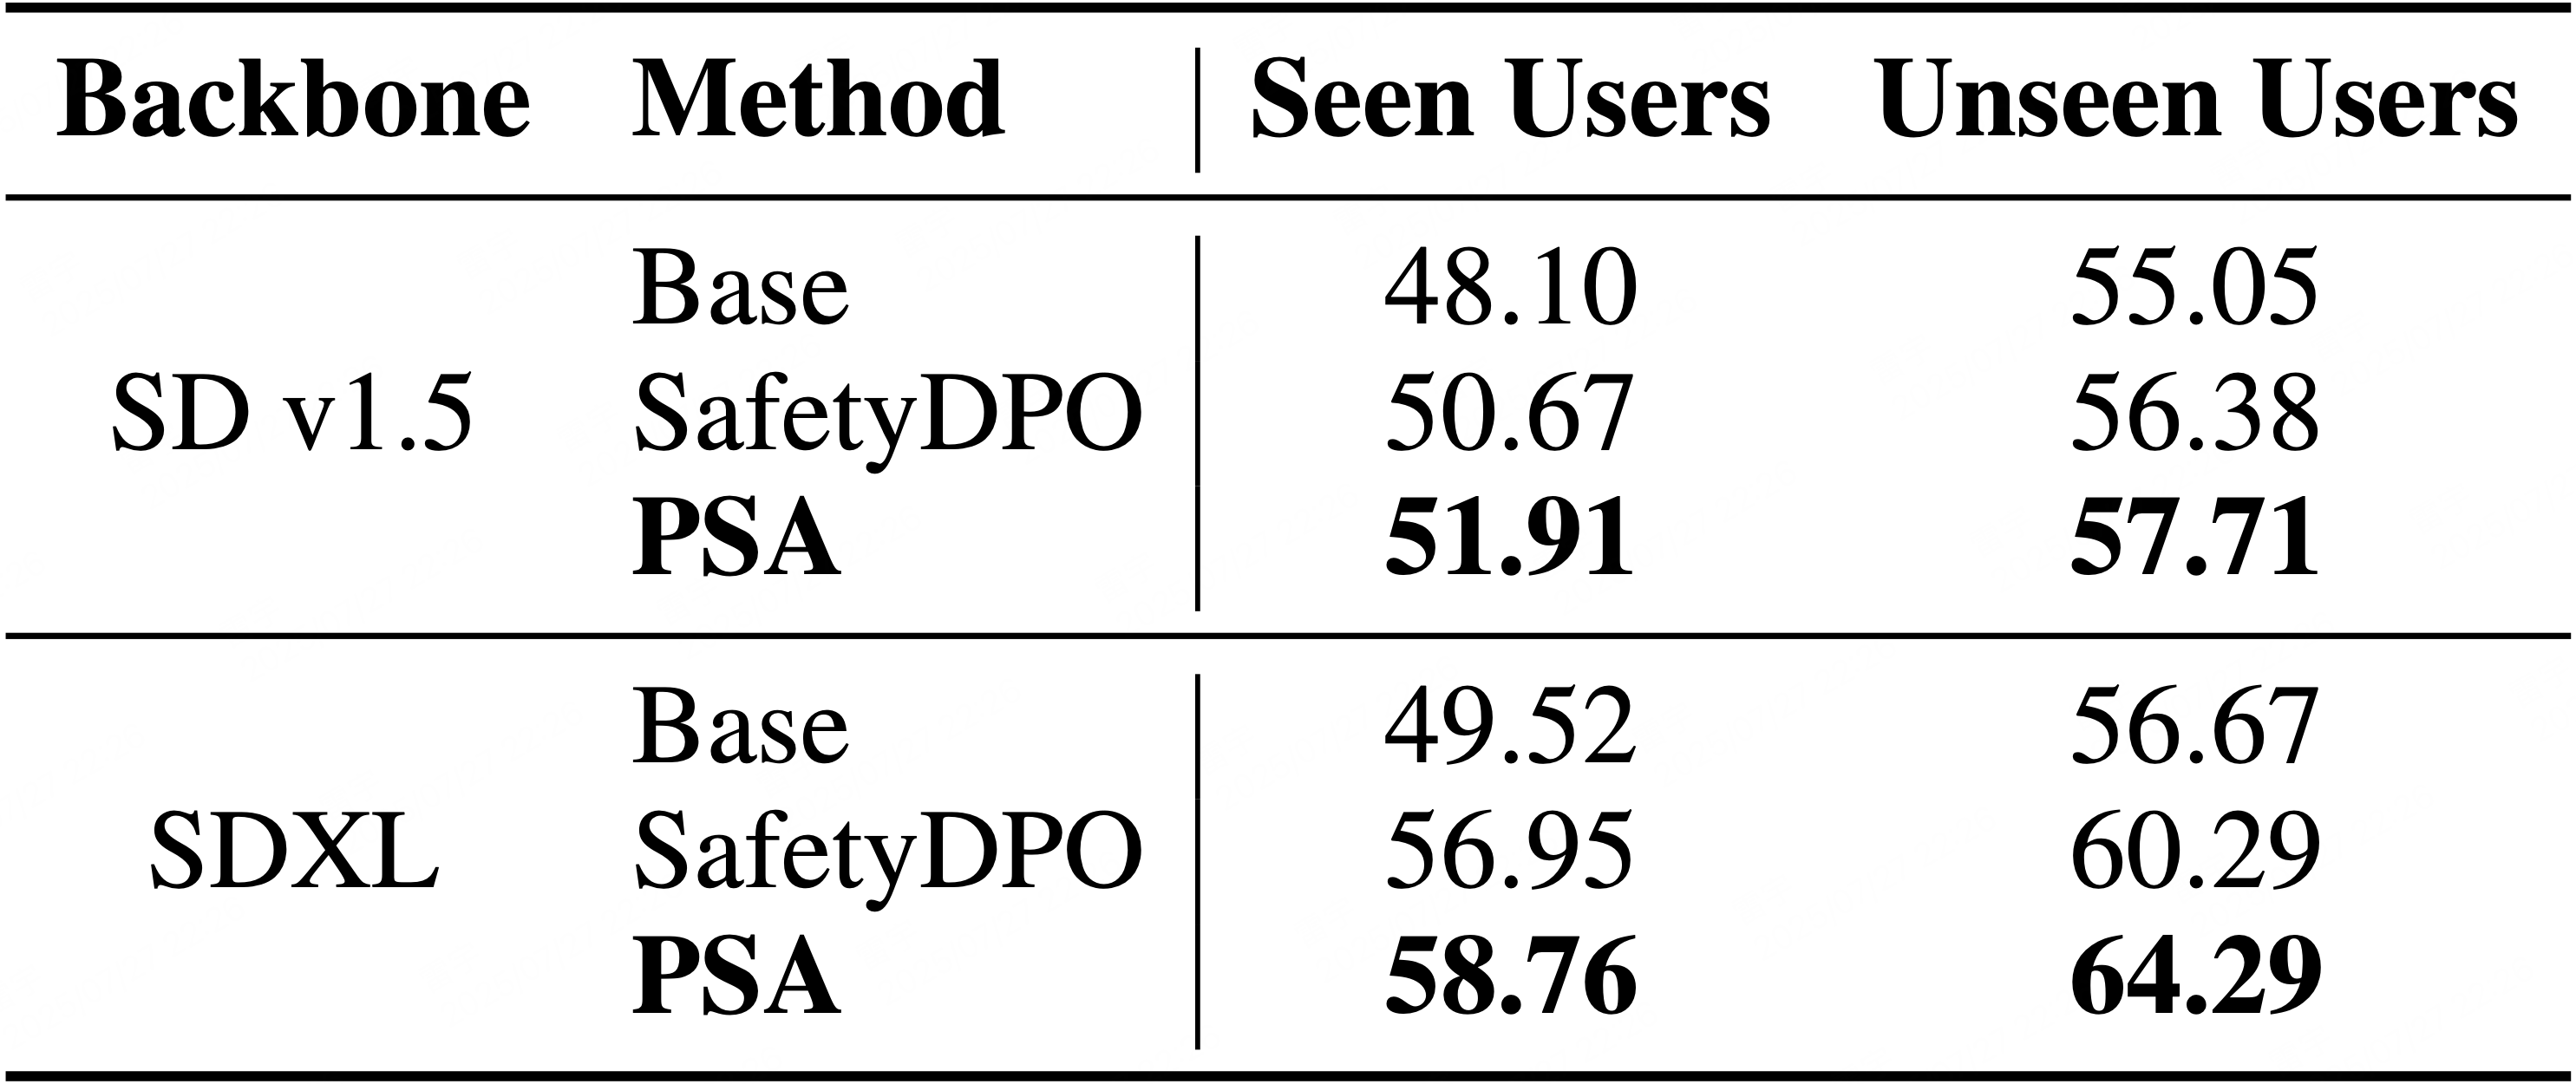 Backbone Method Seen Users Unseen Users
Base 48.10 55.05
SD v1.5 SafetyDPO 50.67 56.38
PSA 51.91 57.71
Base 49.52 56.67
SDXL SafetyDPO 56.95 60.29
PSA 58.76 64.29